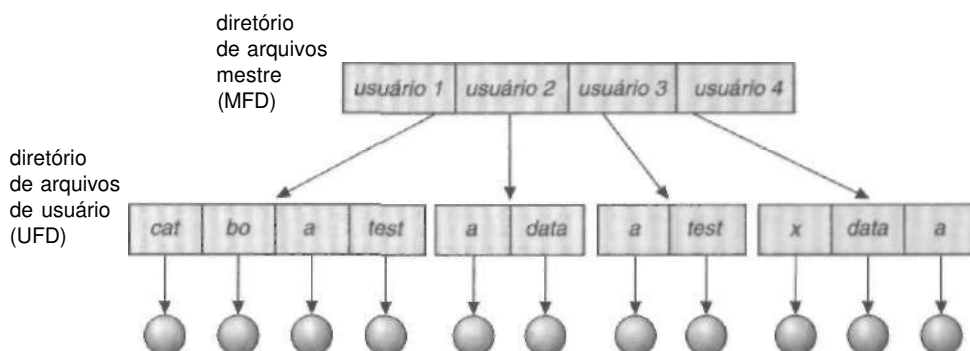 diretório
de arquivos
mestre
(MFD)
usuário 1 usuário 2 usuário 3 usuário 4
diretório
de arquivos
de usuário
(UFD)
cat bo a test a data a test x data a